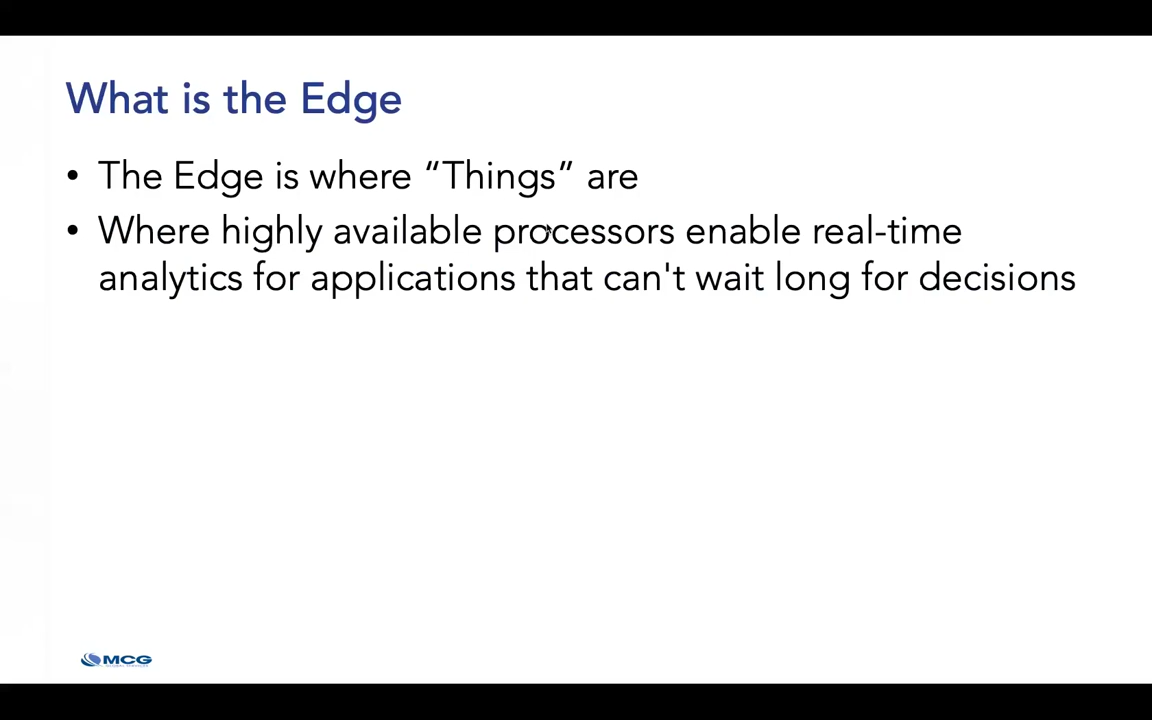 What is the Edge
• The Edge is where “Things” are
• Where highly available processors enable real-time
analytics for applications that can't wait long for decisions
MCG